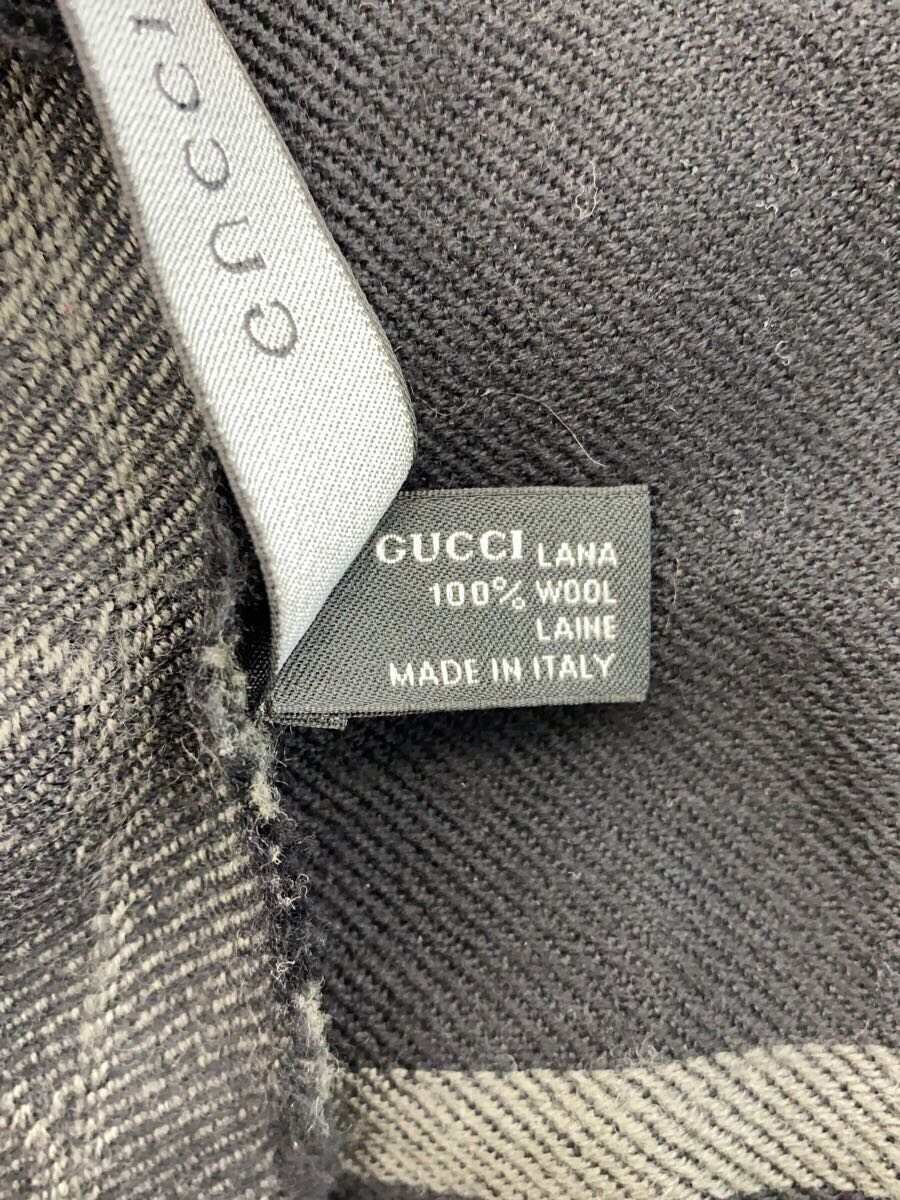 GUCCI
GUCCI LANA
100% WOOL
LAINE
MADE IN ITALY